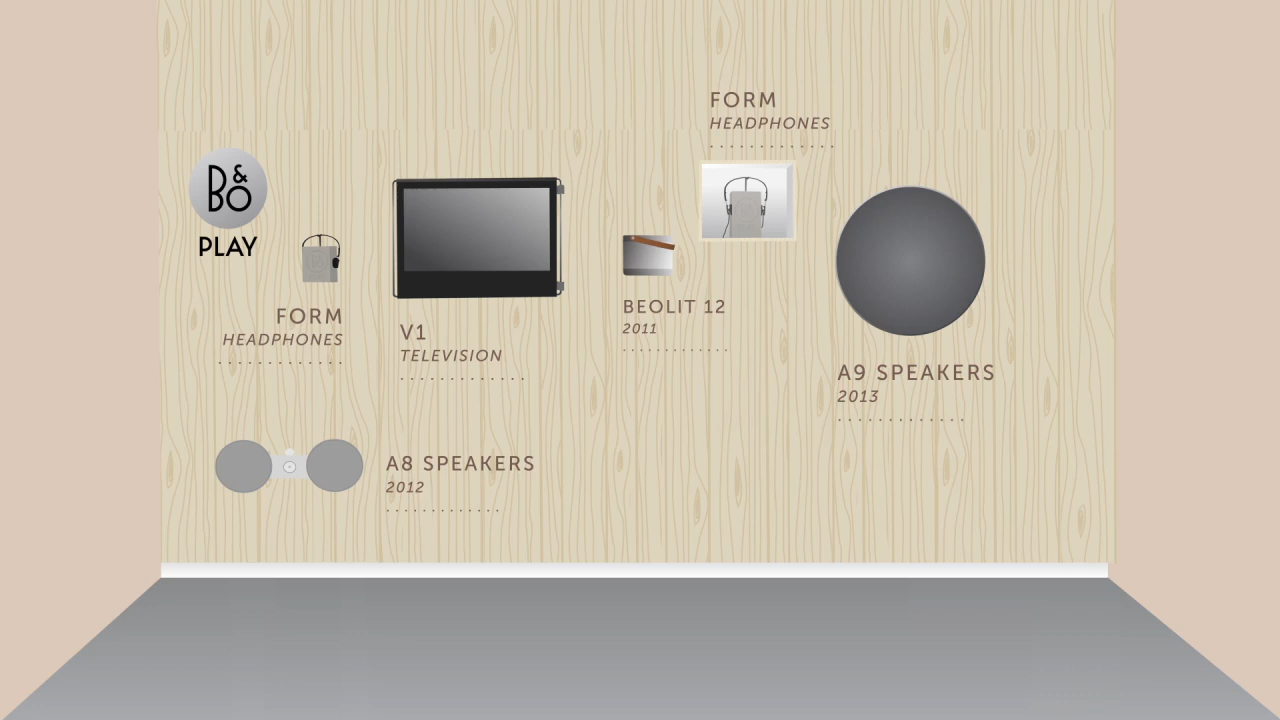 B&O
PLAY
FORM
HEADPHONES
V1
TELEVISION
BEOLIT 12
2011
FORM
HEADPHONES
A9 SPEAKERS
2013
A8 SPEAKERS
2012